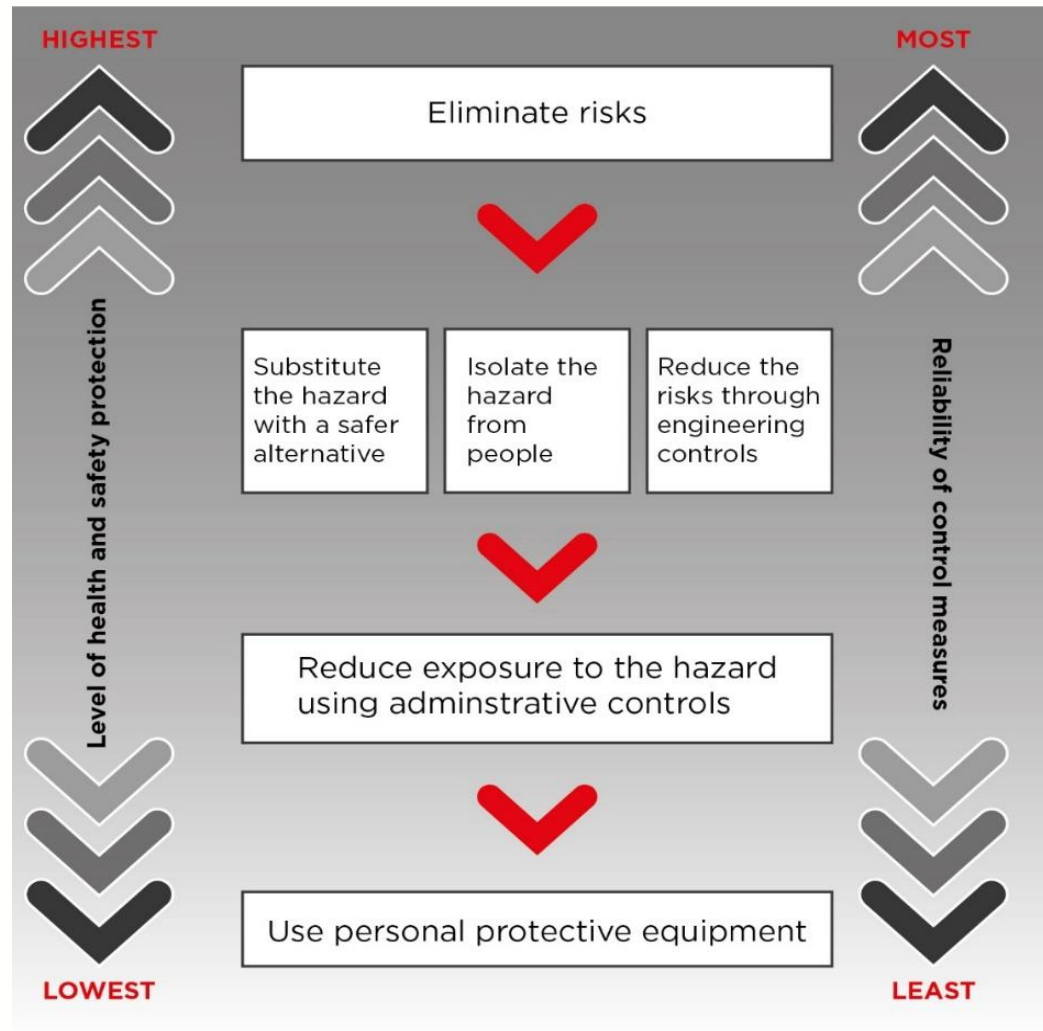 HIGHEST
MOST
Eliminate risks
Level of health and safety protection
Reliability of control measures
Substitute
the hazard
with a safer
alternative
Isolate the
hazard
from
people
Reduce the
risks through
engineering
controls
Reduce exposure to the hazard
using adminstrative controls
Use personal protective equipment
LOWEST
LEAST